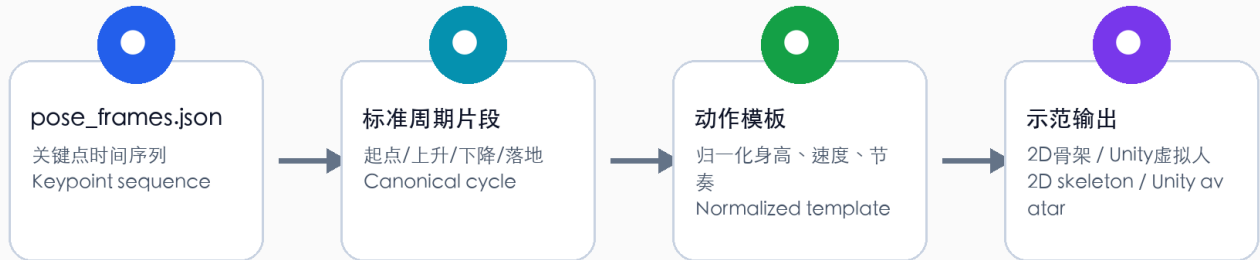 pose_frames.json
关键点时间序列
Keypoint sequence
标准周期片段
起点/上升/下降/落地
Canonical cycle
动作模板
归一化身高、速度、节
奏
Normalized template
示范输出
2D骨架 / Unity虚拟人
2D skeleton / Unity av
atar